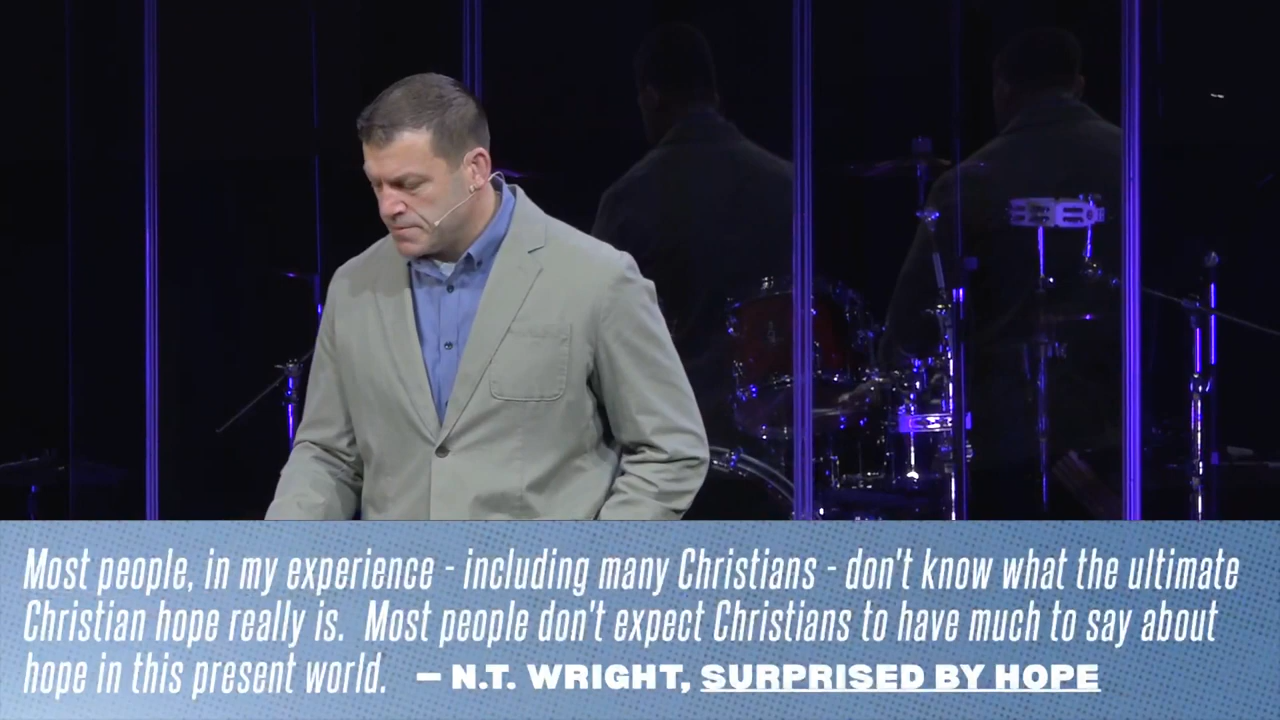 Most people, in my experience - including many Christians - don't know what the ultimate
Christian hope really is.  Most people don't expect Christians to have much to say about
hope in this present world. – N.T. WRIGHT, SURPRISED BY HOPE